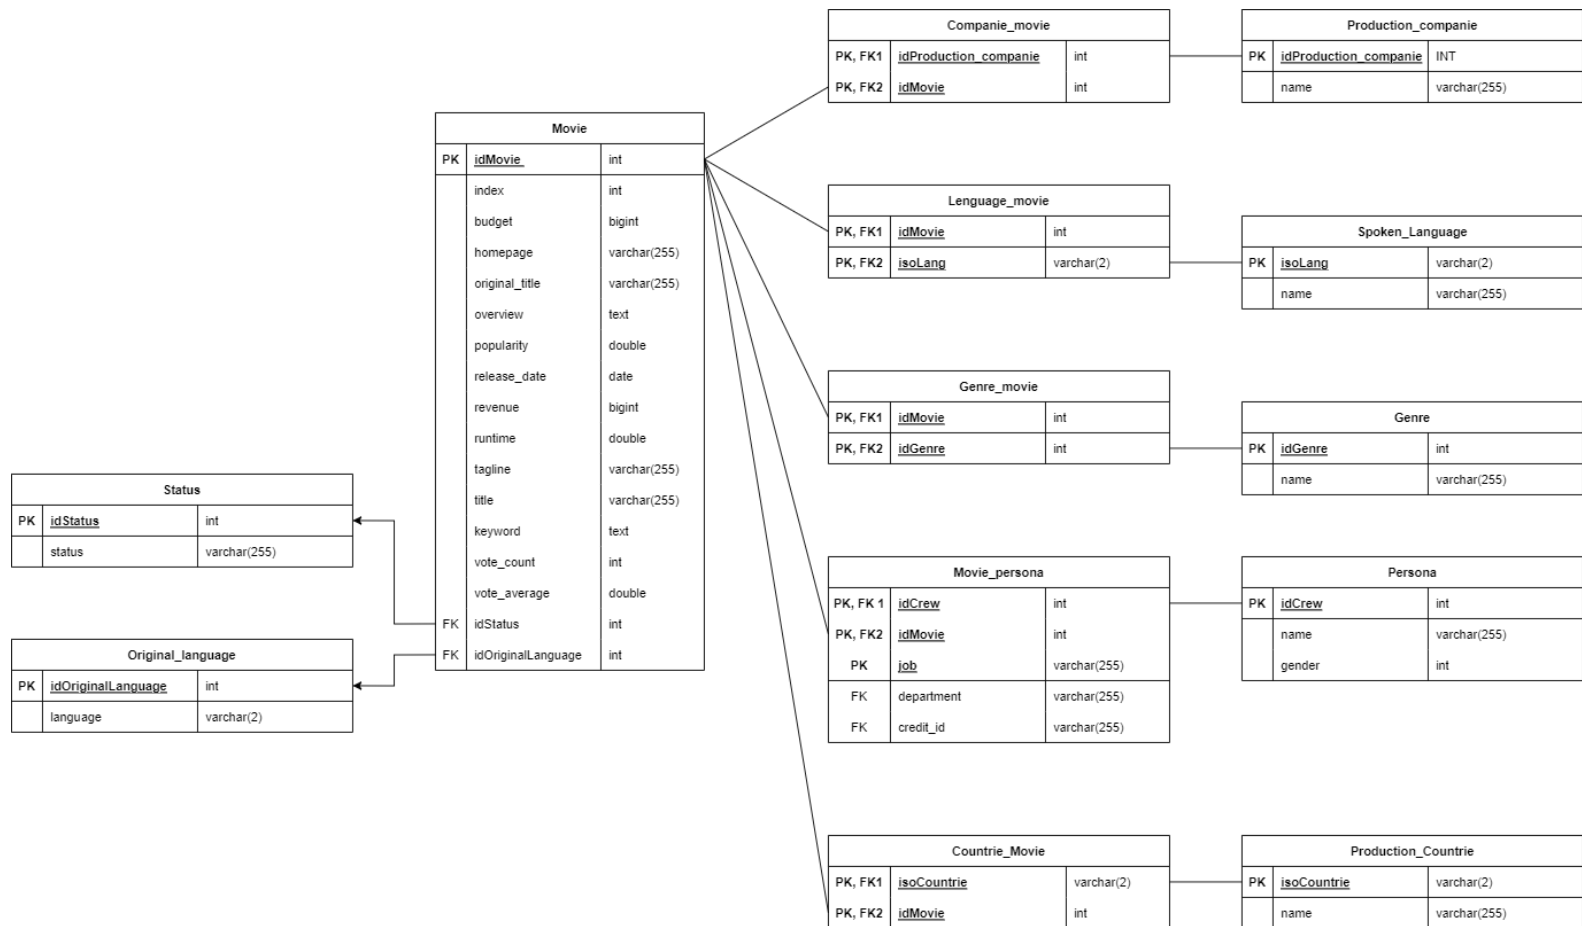 Movie
PK idMovie int
index int
budget bigint
homepage varchar(255)
original_title varchar(255)
overview text
popularity double
release_date date
revenue bigint
runtime double
tagline varchar(255)
title varchar(255)
keyword text
vote_count int
vote_average double
FK idStatus int
FK idOriginalLanguage int
Status
PK idStatus int
status varchar(255)
Original_language
PK idOriginalLanguage int
language varchar(2)
Companie_movie
PK, FK1 idProduction_companie int
PK, FK2 idMovie int
Production_companie
PK idProduction_companie INT
name varchar(255)
Lenguage_movie
PK, FK1 idMovie int
PK, FK2 isoLang varchar(2)
Spoken_Language
PK isoLang varchar(2)
name varchar(255)
Genre_movie
PK, FK1 idMovie int
PK, FK2 idGenre int
Genre
PK idGenre int
name varchar(255)
Movie_persona
PK, FK 1 idCrew int
PK, FK2 idMovie int
PK job varchar(255)
FK department varchar(255)
FK credit_id varchar(255)
Persona
PK idCrew int
name varchar(255)
gender int
Countrie_Movie
PK, FK1 isoCountrie varchar(2)
PK, FK2 idMovie int
Production_Countrie
PK isoCountrie varchar(2)
name varchar(255)